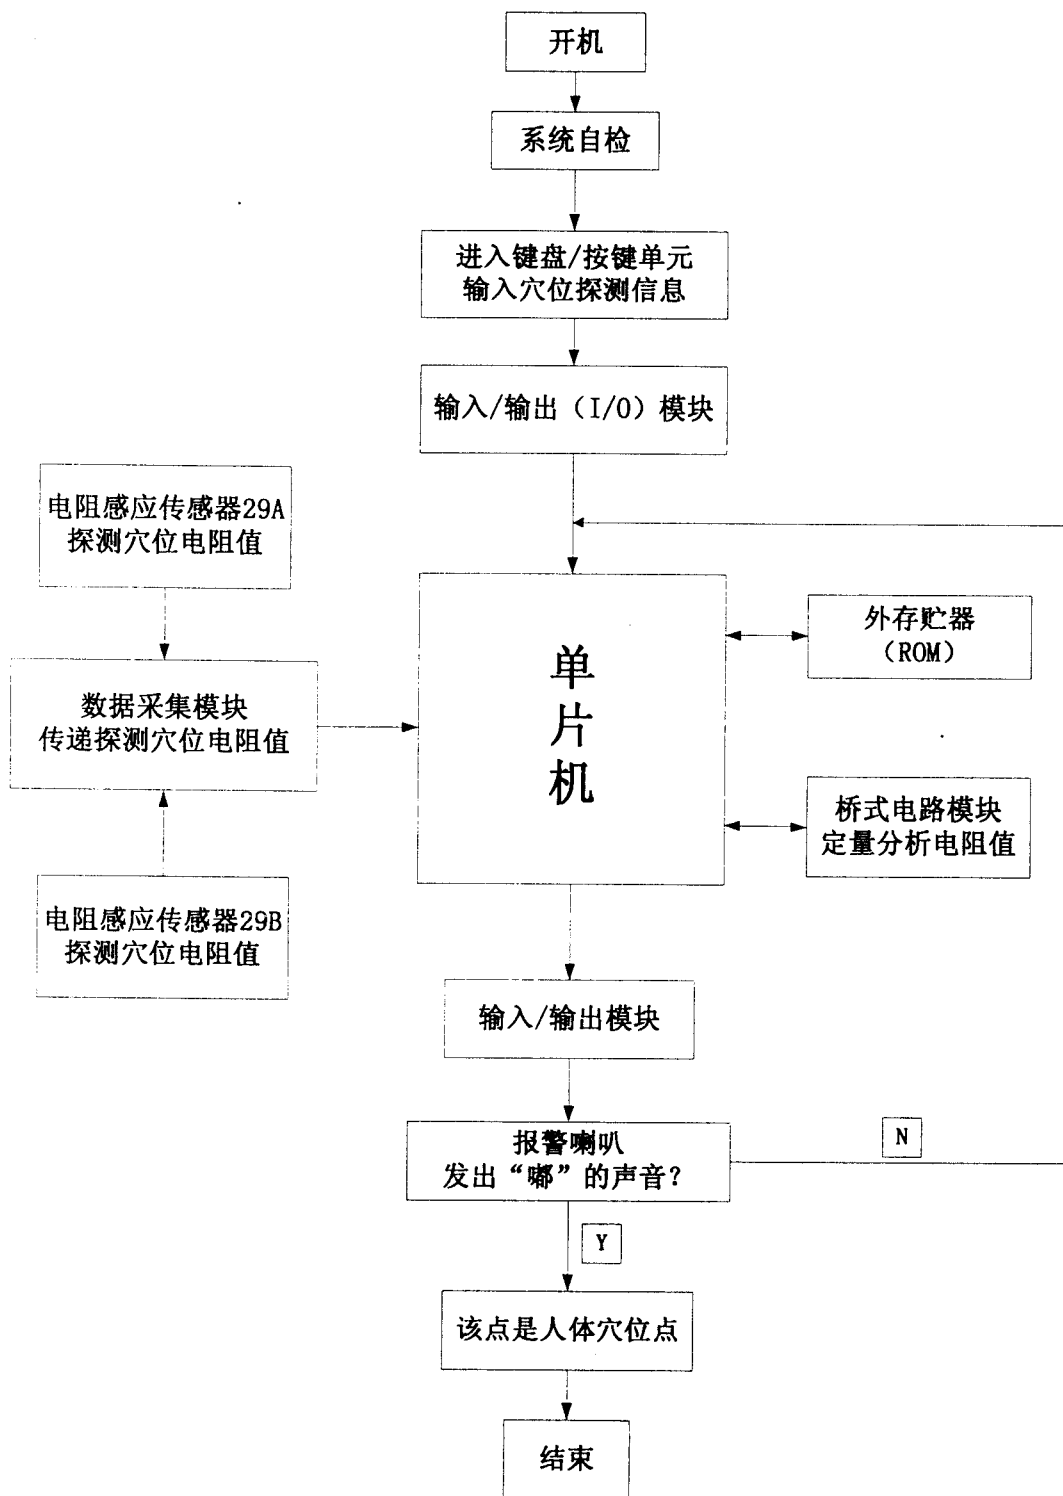 开机
系统自检
进入键盘/按键单元
输入穴位探测信息
输入/输出（I/O）模块
电阻感应传感器29A
探测穴位电阻值
外存贮器
（ROM）
单
片
机
数据采集模块
传递探测穴位电阻值
桥式电路模块
定量分析电阻值
电阻感应传感器29B
探测穴位电阻值
输入/输出模块
报警喇叭
发出“嘟”的声音?
N
Y
该点是人体穴位点
结束